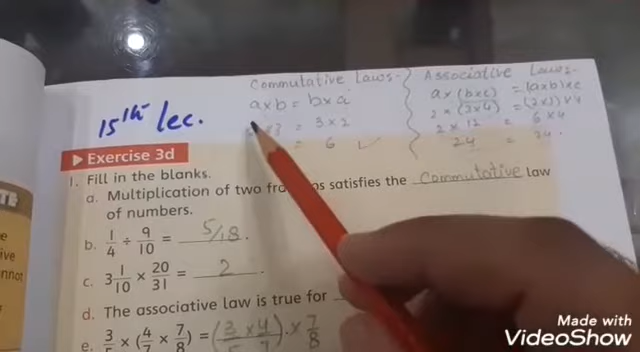 Commutative Laws- Associative Laws-
a×b = b×a a×(b×c) = (a×b)×c
= 3×2 2×(3×4) = (2×3)×4
= 6 ✓ 2 × 12 = 6 × 4
24 = 24.
15th lec.
▶ Exercise 3d
1. Fill in the blanks.
a. Multiplication of two satisfies the Commutative law
of numbers.
b. 1/4 ÷ 9/10 = 5/18.
c. 3 1/10 × 20/31 = 2.
d. The associative law is true for
e. 3/5 × (4/7 × 7/8) = (3 × 4 / 5 7) × 7/8
Made with
VideoShow